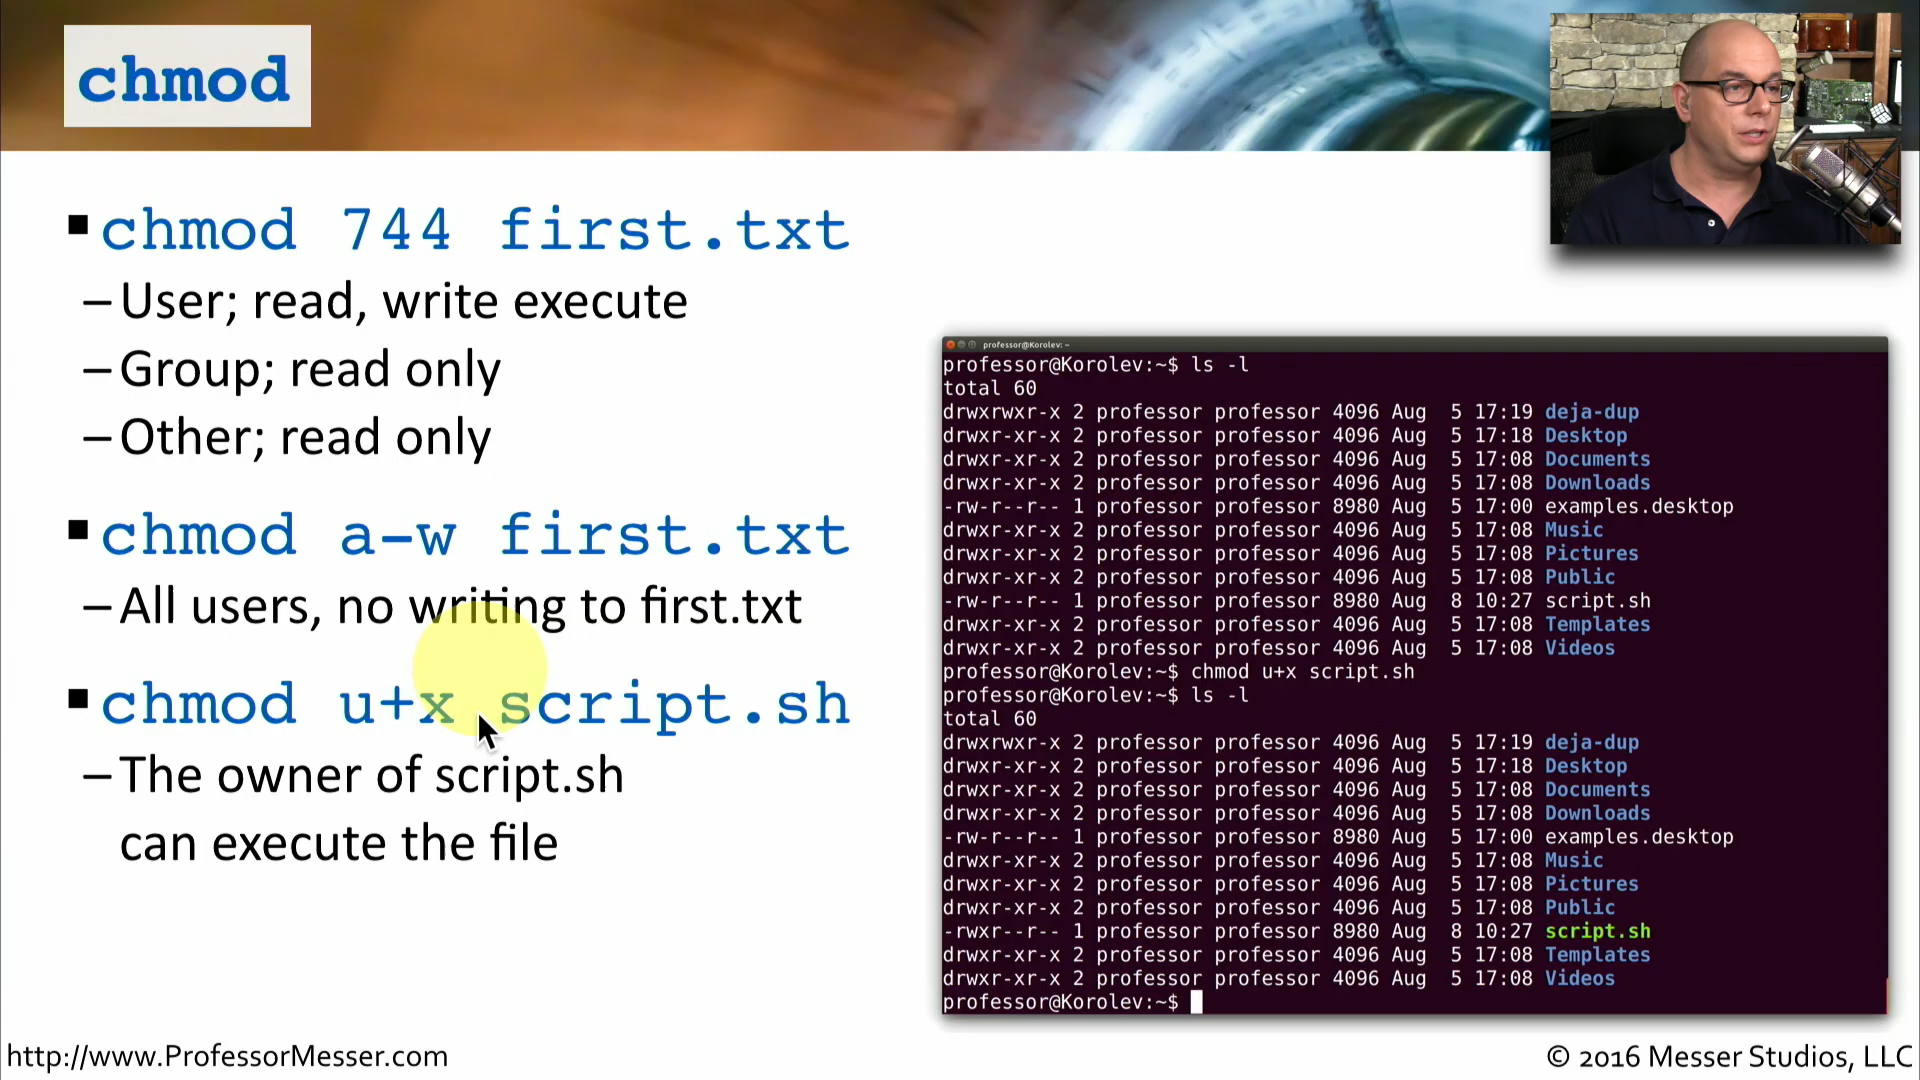 chmod
chmod 744 first.txt
–User; read, write execute
–Group; read only
–Other; read only
chmod a-w first.txt
–All users, no writing to first.txt
chmod u+x script.sh
–The owner of script.sh
can execute the file
professor@Korolev: ~
professor@Korolev:~$ ls -l
total 60
drwxrwxr-x 2 professor professor 4096 Aug  5 17:19 deja-dup
drwxr-xr-x 2 professor professor 4096 Aug  5 17:18 Desktop
drwxr-xr-x 2 professor professor 4096 Aug  5 17:08 Documents
drwxr-xr-x 2 professor professor 4096 Aug  5 17:08 Downloads
-rw-r--r-- 1 professor professor 8980 Aug  5 17:00 examples.desktop
drwxr-xr-x 2 professor professor 4096 Aug  5 17:08 Music
drwxr-xr-x 2 professor professor 4096 Aug  5 17:08 Pictures
drwxr-xr-x 2 professor professor 4096 Aug  5 17:08 Public
-rw-r--r-- 1 professor professor 8980 Aug  8 10:27 script.sh
drwxr-xr-x 2 professor professor 4096 Aug  5 17:08 Templates
drwxr-xr-x 2 professor professor 4096 Aug  5 17:08 Videos
professor@Korolev:~$ chmod u+x script.sh
professor@Korolev:~$ ls -l
total 60
drwxrwxr-x 2 professor professor 4096 Aug  5 17:19 deja-dup
drwxr-xr-x 2 professor professor 4096 Aug  5 17:18 Desktop
drwxr-xr-x 2 professor professor 4096 Aug  5 17:08 Documents
drwxr-xr-x 2 professor professor 4096 Aug  5 17:08 Downloads
-rw-r--r-- 1 professor professor 8980 Aug  5 17:00 examples.desktop
drwxr-xr-x 2 professor professor 4096 Aug  5 17:08 Music
drwxr-xr-x 2 professor professor 4096 Aug  5 17:08 Pictures
drwxr-xr-x 2 professor professor 4096 Aug  5 17:08 Public
-rwxr--r-- 1 professor professor 8980 Aug  8 10:27 script.sh
drwxr-xr-x 2 professor professor 4096 Aug  5 17:08 Templates
drwxr-xr-x 2 professor professor 4096 Aug  5 17:08 Videos
professor@Korolev:~$
http://www.ProfessorMesser.com
© 2016 Messer Studios, LLC